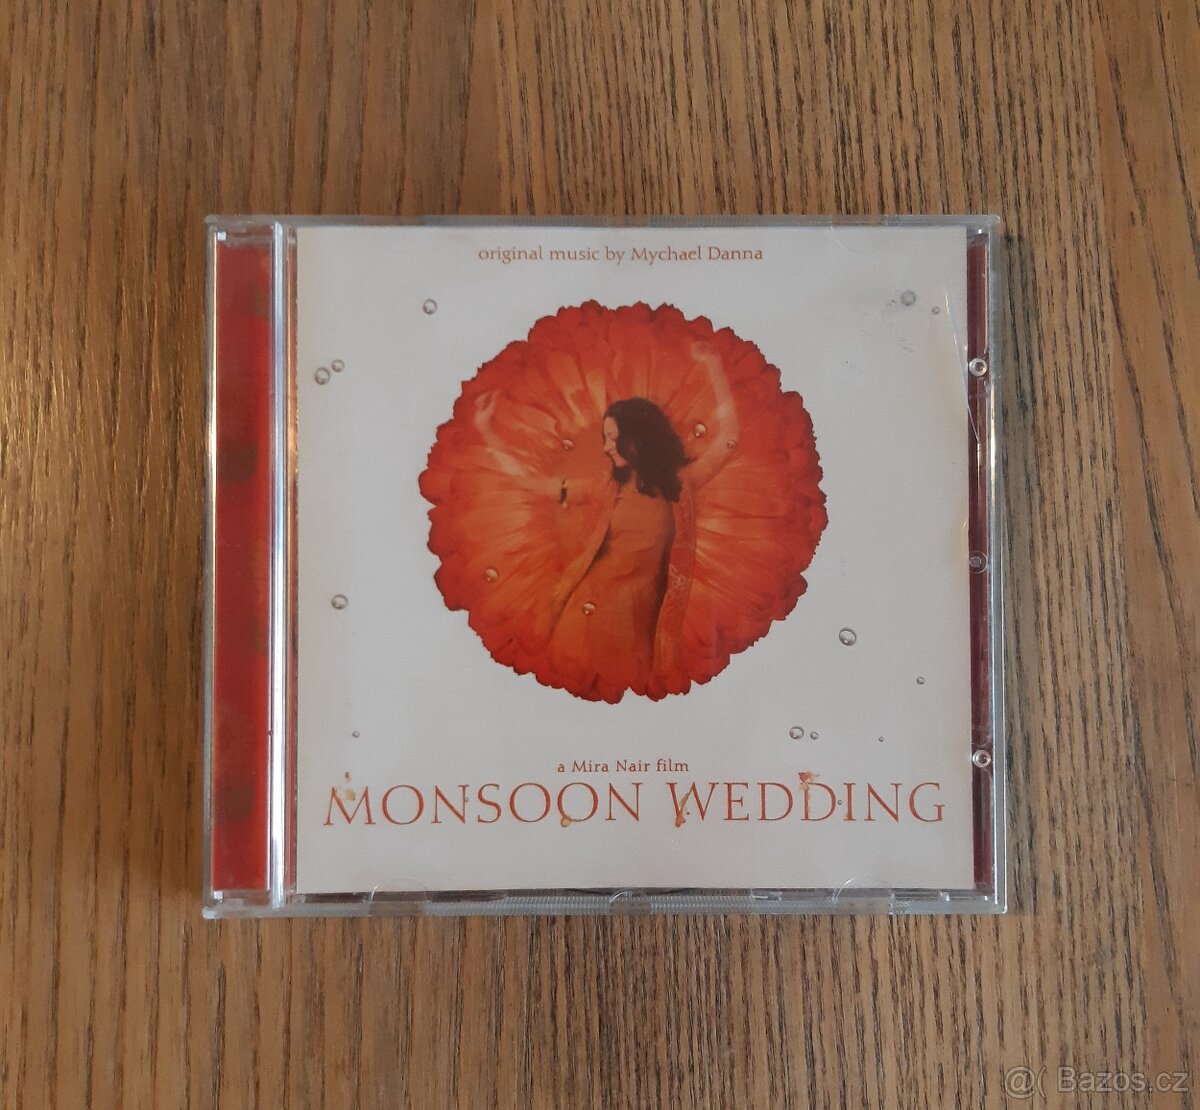 original music by Mychael Danna
a Mira Nair film
MONSOON WEDDING
@( Bazos.cz